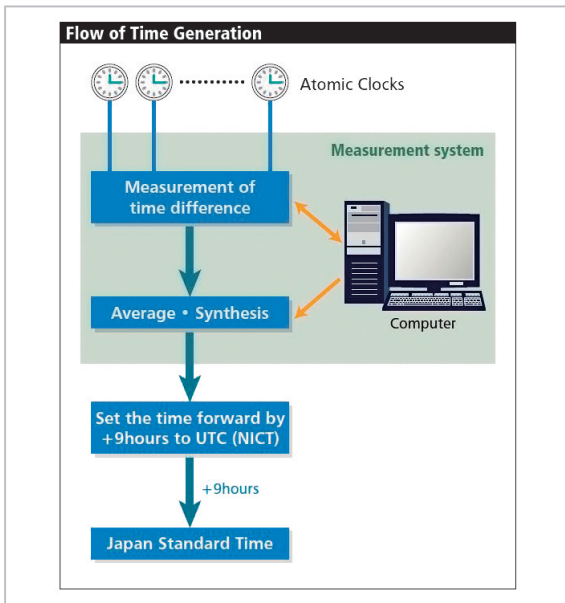 Flow of Time Generation
Atomic Clocks
Measurement system
Measurement of
time difference
Average • Synthesis
Computer
Set the time forward by
+9hours to UTC (NICT)
+9hours
Japan Standard Time